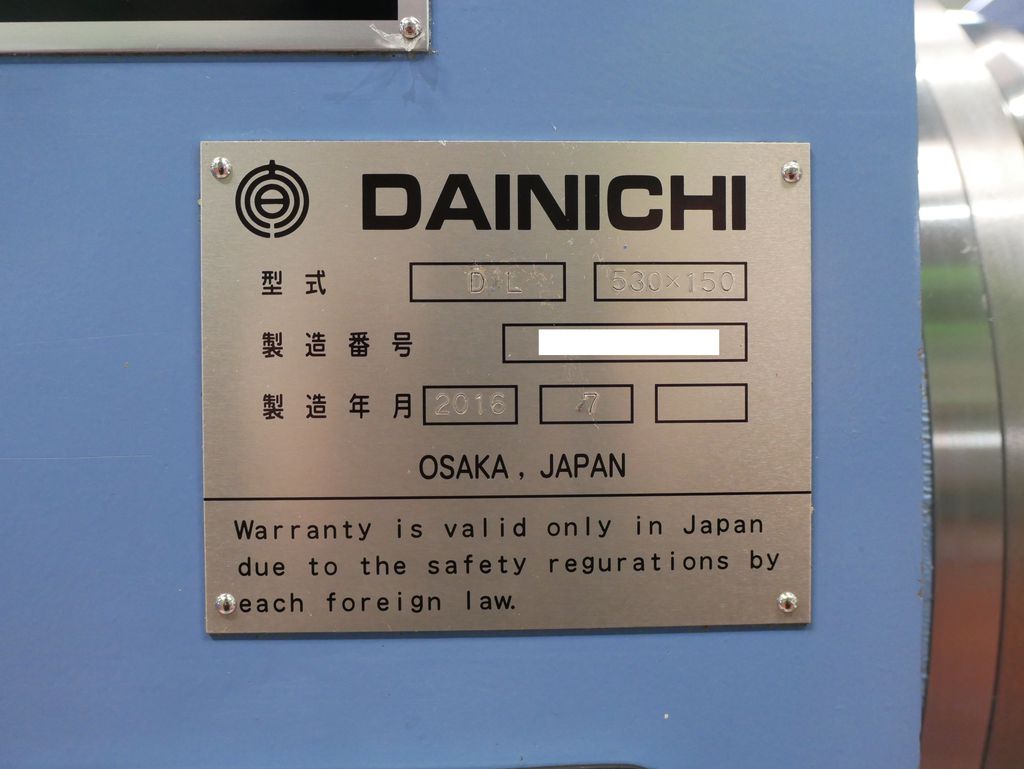 DAINICHI
型式 DL 530×150
製造番号
製造年月 2016 7
OSAKA, JAPAN
Warranty is valid only in Japan
due to the safety regurations by
each foreign law.